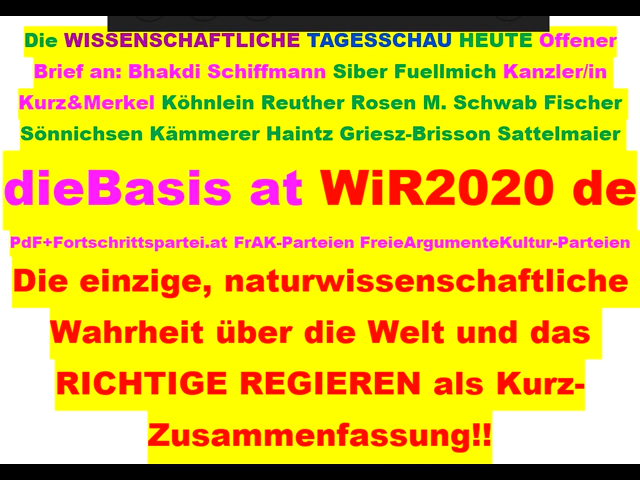 Die WISSENSCHAFTLICHE TAGESSCHAU HEUTE Offener
Brief an: Bhakdi Schiffmann Siber Fuellmich Kanzler/in
Kurz&Merkel Köhnlein Reuther Rosen M. Schwab Fischer
Sönnichsen Kämmerer Haintz Griesz-Brisson Sattelmaier
dieBasis at WiR2020 de
PdF+Fortschrittspartei.at FrAK-Parteien FreieArgumenteKultur-Parteien
Die einzige, naturwissenschaftliche
Wahrheit über die Welt und das
RICHTIGE REGIEREN als Kurz-
Zusammenfassung!!